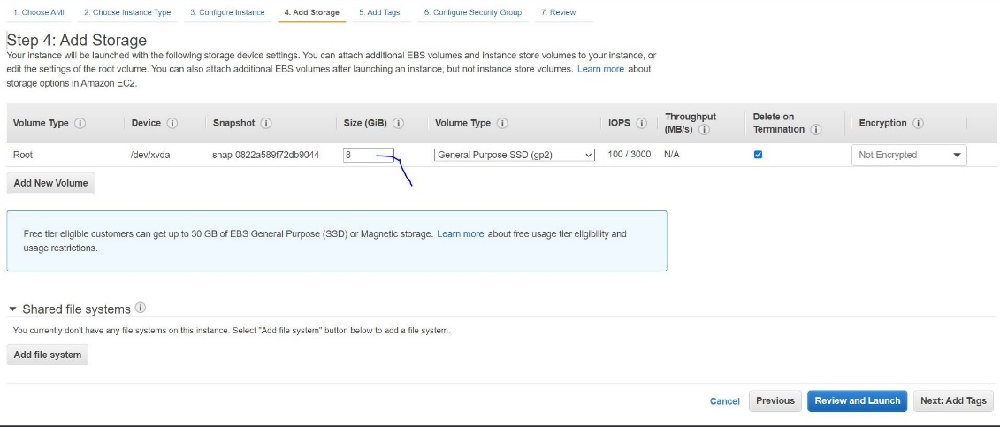 1. Choose AMI 2. Choose Instance Type 3. Configure Instance 4. Add Storage 5. Add Tags 6. Configure Security Group 7. Review
Step 4: Add Storage
Your instance will be launched with the following storage device settings. You can attach additional EBS volumes and instance store volumes to your instance, or
edit the settings of the root volume. You can also attach additional EBS volumes after launching an instance, but not instance store volumes. Learn more about
storage options in Amazon EC2.
Volume Type Device Snapshot Size (GiB) Volume Type IOPS Throughput (MB/s) Delete on Termination Encryption
Root /dev/xvda snap-0822a589f72db9044 8 General Purpose SSD (gp2) 100 / 3000 N/A Not Encrypted
Add New Volume
Free tier eligible customers can get up to 30 GB of EBS General Purpose (SSD) or Magnetic storage. Learn more about free usage tier eligibility and
usage restrictions.
Shared file systems
You currently don't have any file systems on this instance. Select "Add file system" button below to add a file system.
Add file system
Cancel Previous Review and Launch Next: Add Tags